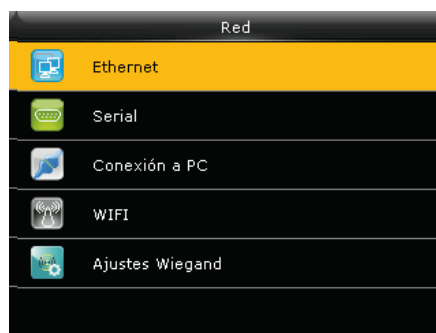 Red
Ethernet
Serial
Conexión a PC
WIFI
Ajustes Wiegand